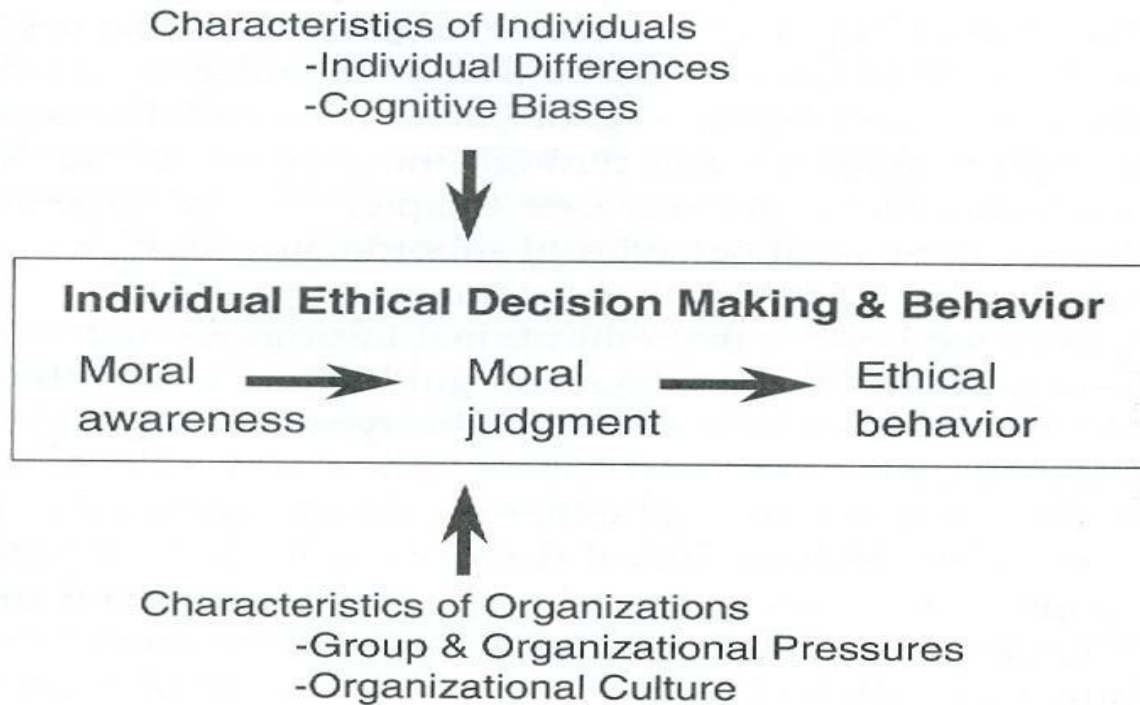 Characteristics of Individuals
-Individual Differences
-Cognitive Biases
Individual Ethical Decision Making & Behavior
Moral awareness
Moral judgment
Ethical behavior
Characteristics of Organizations
-Group & Organizational Pressures
-Organizational Culture